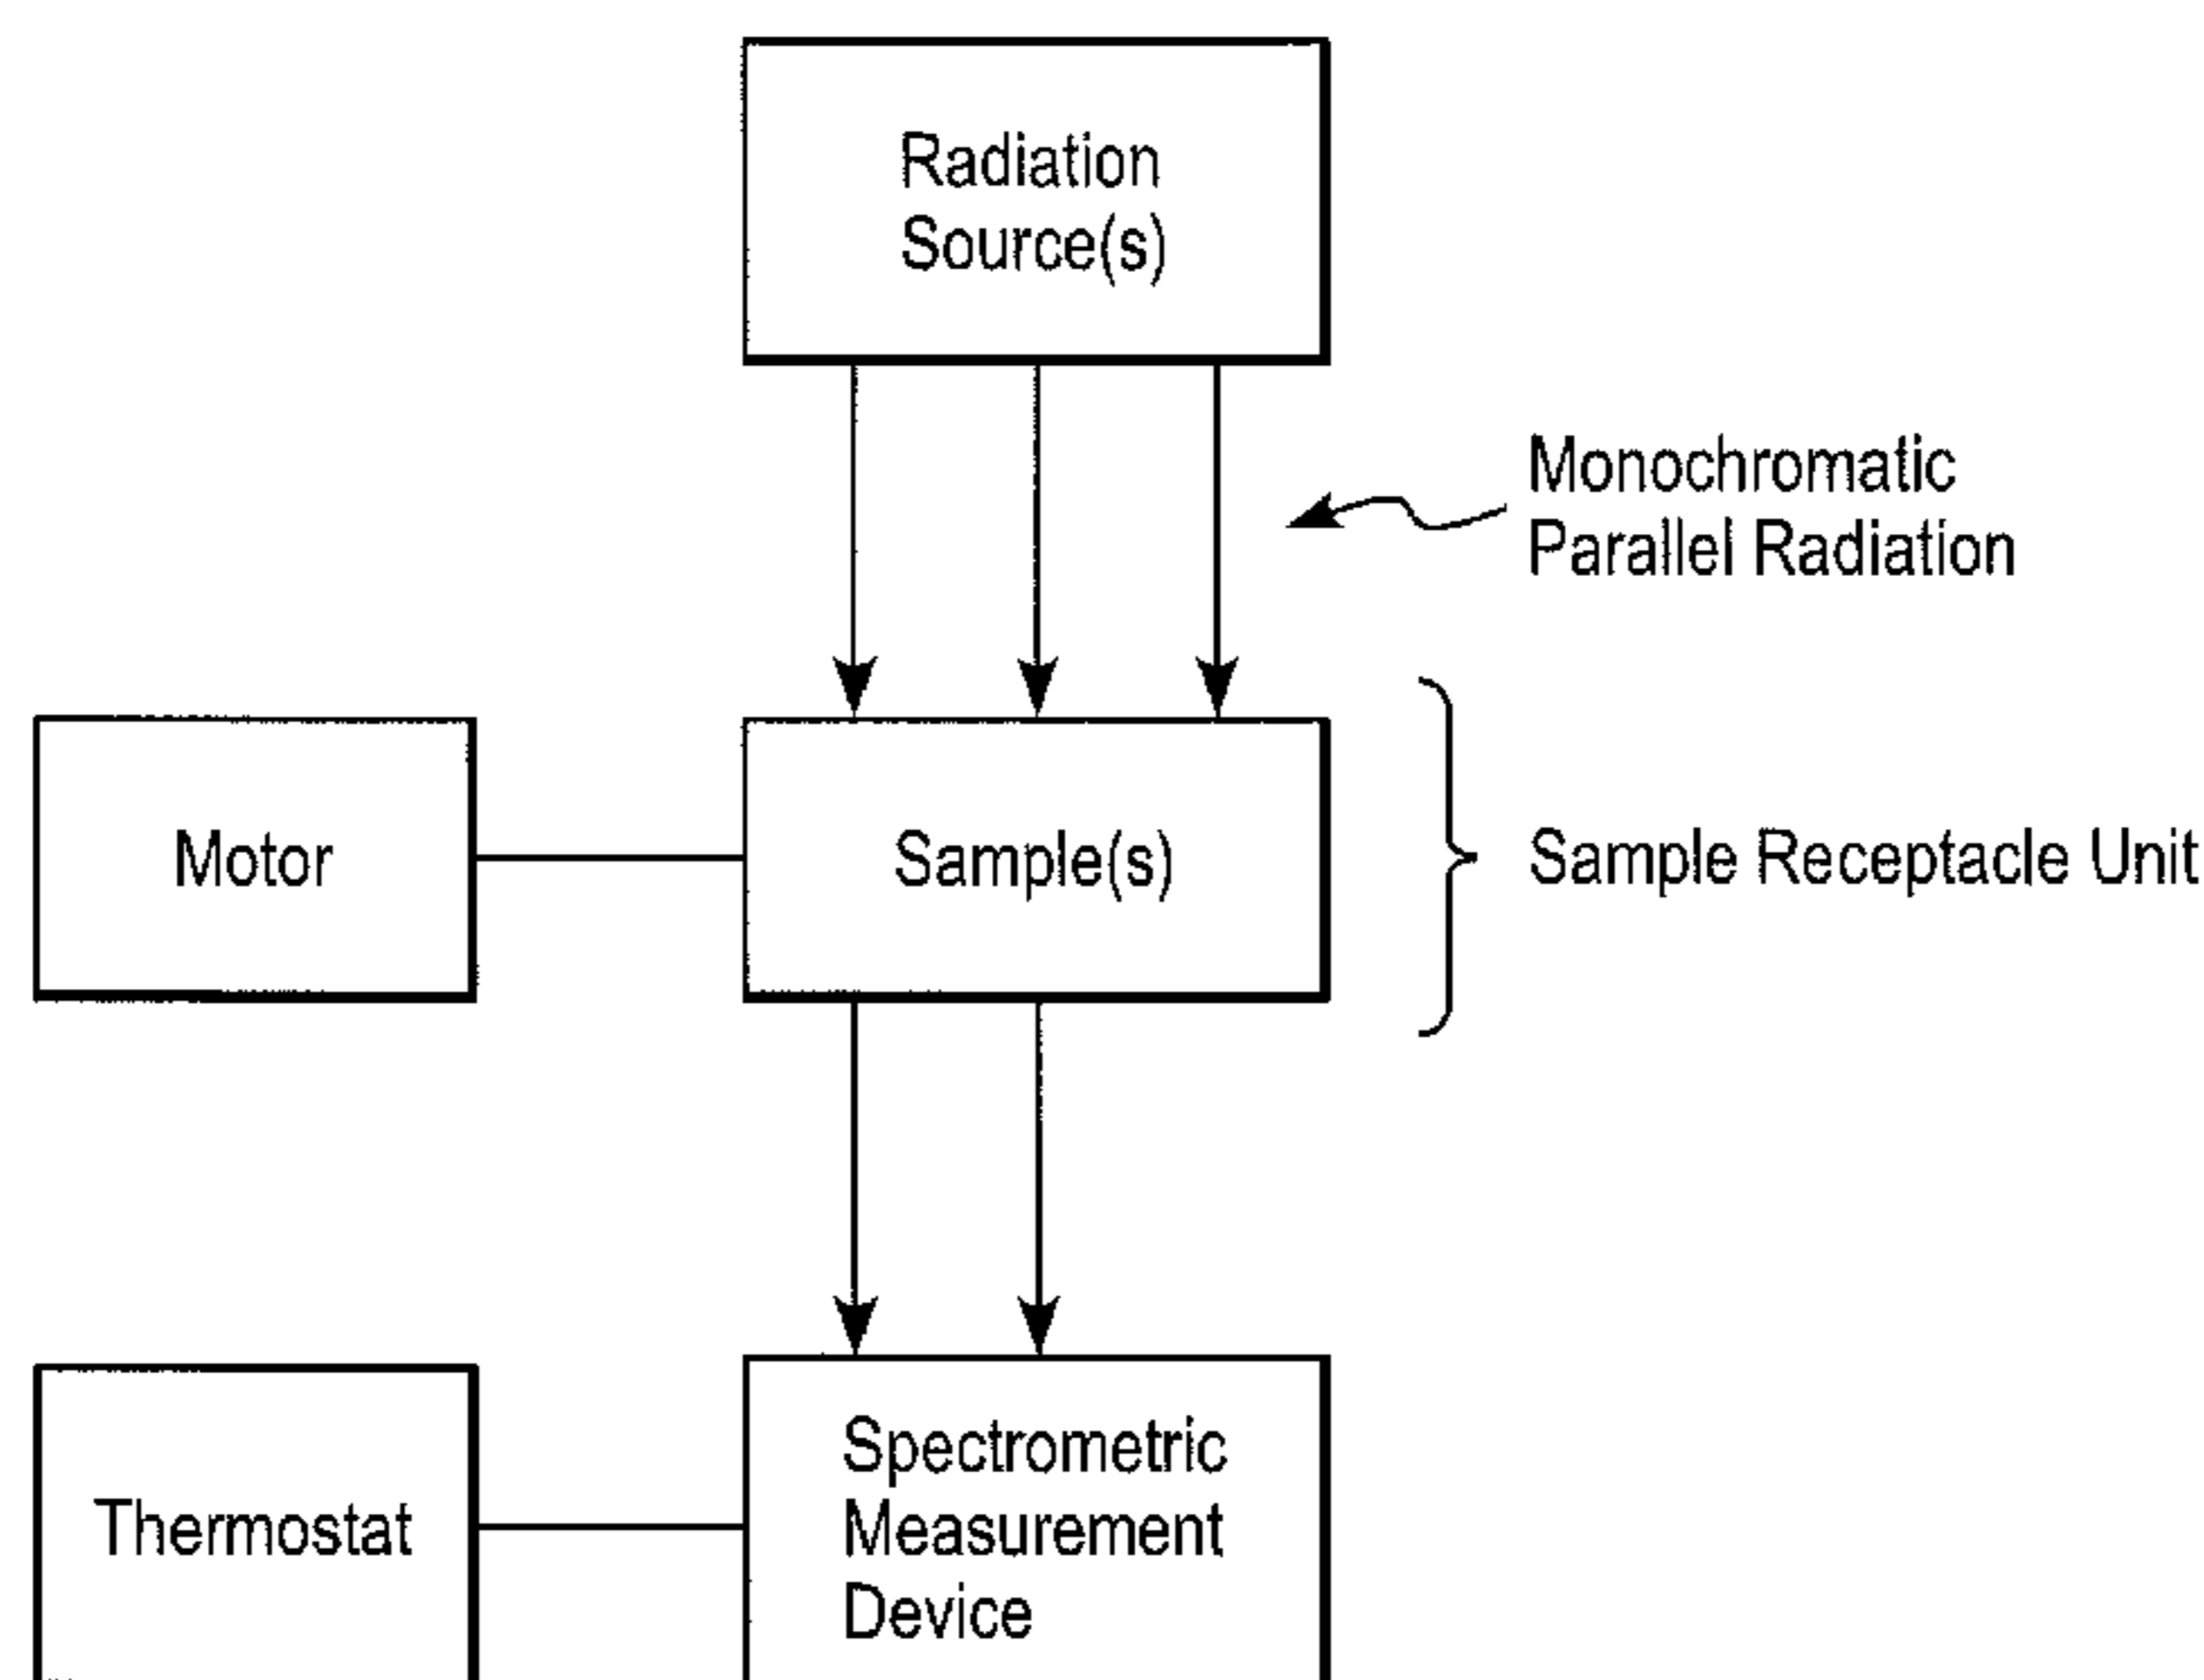 Radiation
Source(s)
Monochromatic
Parallel Radiation
Motor
Sample(s)
Sample Receptacle Unit
Thermostat
Spectrometric
Measurement
Device